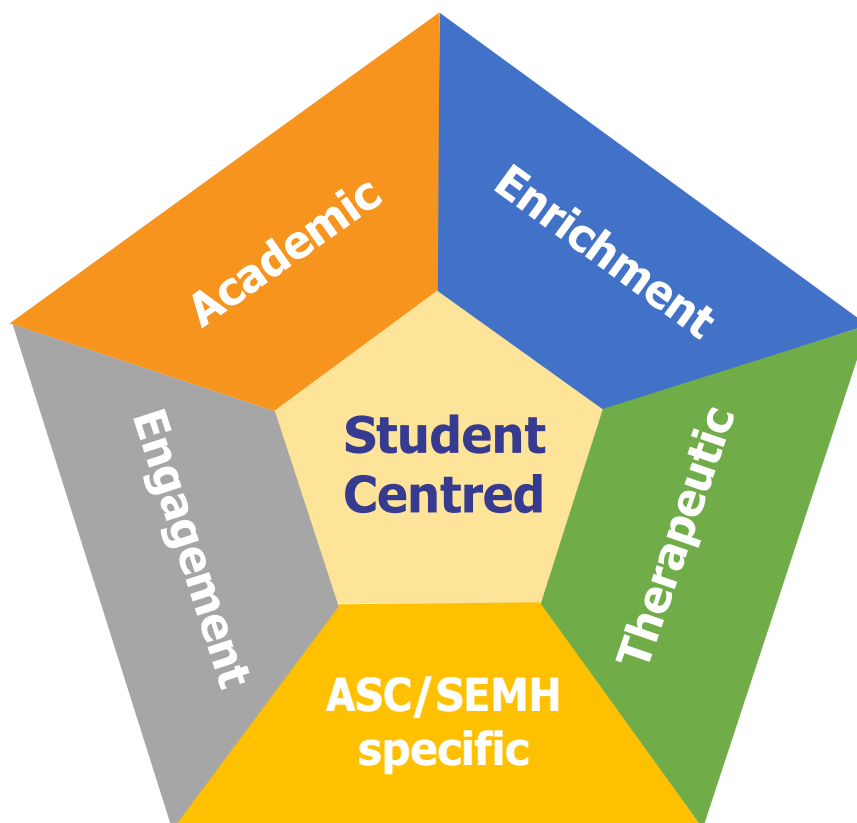 Academic
Enrichment
Student
Centred
Engagement
Therapeutic
ASC/SEMH
specific